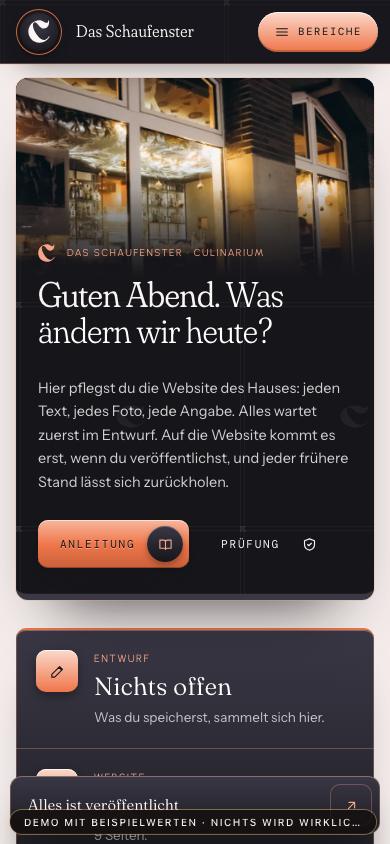 Das Schaufenster
BEREICHE
DAS SCHAUFENSTER · CULINARIUM
Guten Abend. Was
ändern wir heute?
Hier pflegst du die Website des Hauses: jeden
Text, jedes Foto, jede Angabe. Alles wartet
zuerst im Entwurf. Auf die Website kommt es
erst, wenn du veröffentlichst, und jeder frühere
Stand lässt sich zurückholen.
ANLEITUNG
PRÜFUNG
ENTWURF
Nichts offen
Was du speicherst, sammelt sich hier.
WEBSITE
Alles ist veröffentlicht
DEMO MIT BEISPIELWERTEN · NICHTS WIRD WIRKLIC…
9 Seiten.